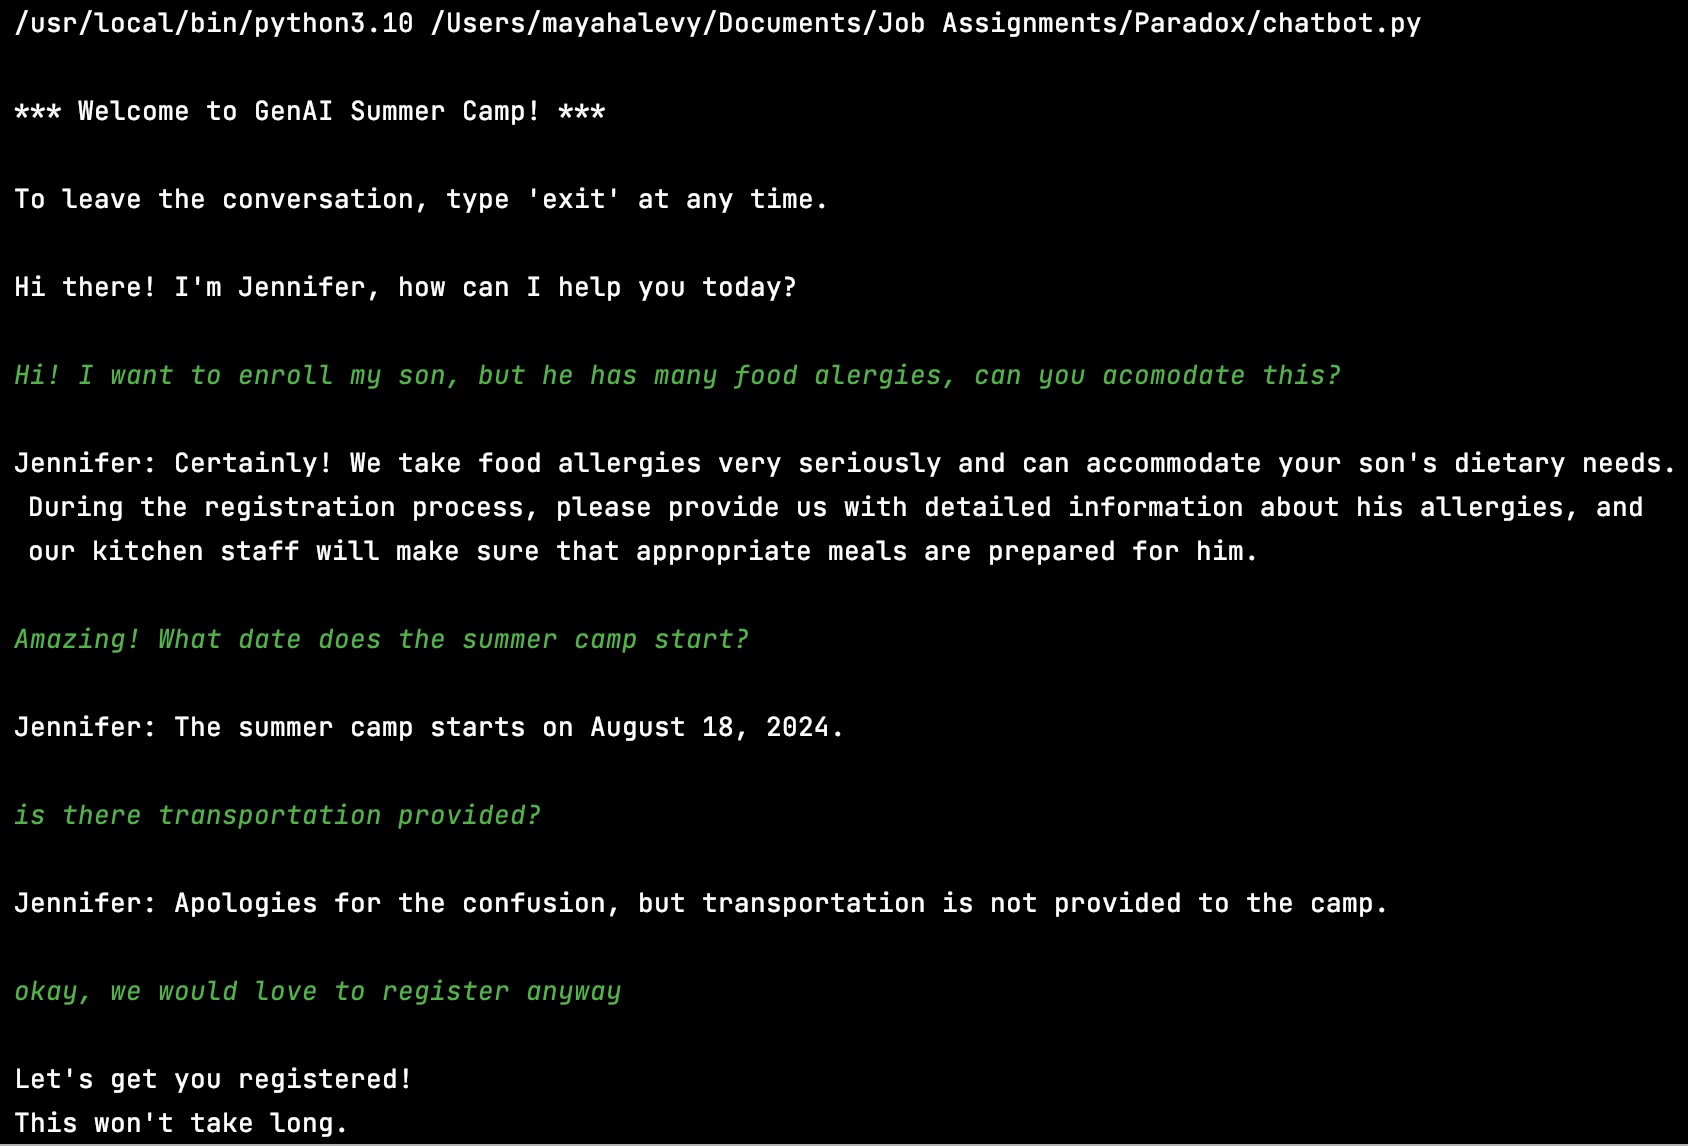 /usr/local/bin/python3.10 /Users/mayahalevy/Documents/Job Assignments/Paradox/chatbot.py
*** Welcome to GenAI Summer Camp! ***
To leave the conversation, type 'exit' at any time.
Hi there! I'm Jennifer, how can I help you today?
Hi! I want to enroll my son, but he has many food alergies, can you acomodate this?
Jennifer: Certainly! We take food allergies very seriously and can accommodate your son's dietary needs.
During the registration process, please provide us with detailed information about his allergies, and
our kitchen staff will make sure that appropriate meals are prepared for him.
Amazing! What date does the summer camp start?
Jennifer: The summer camp starts on August 18, 2024.
is there transportation provided?
Jennifer: Apologies for the confusion, but transportation is not provided to the camp.
okay, we would love to register anyway
Let's get you registered!
This won't take long.